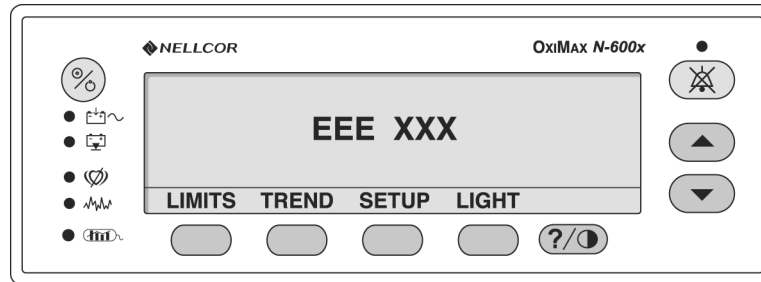 NELLCOR
OXIMAX N-600x
EEE XXX
LIMITS TREND SETUP LIGHT
?/